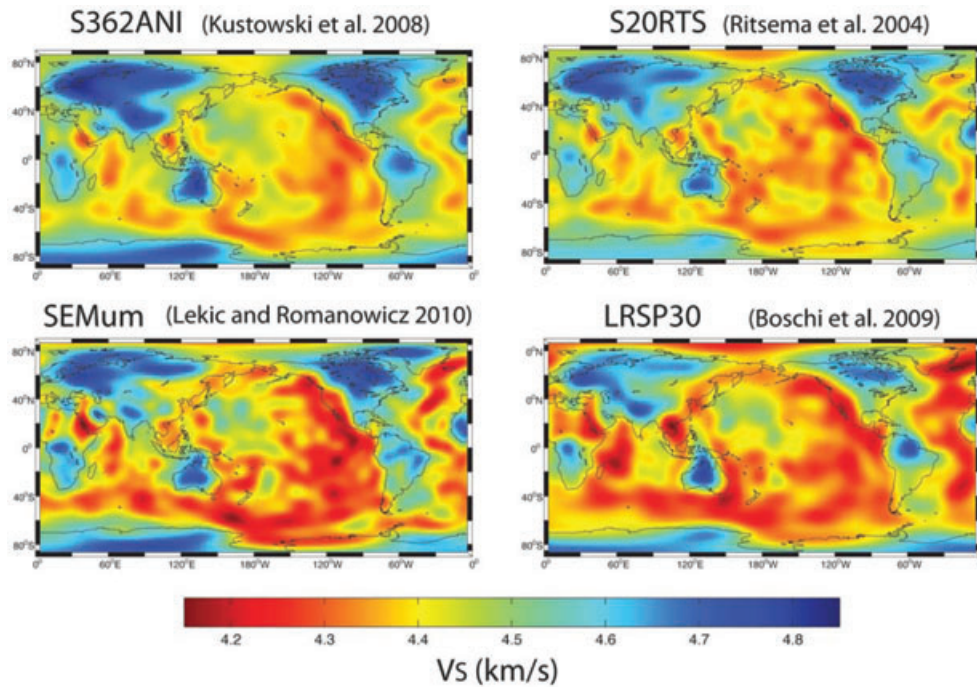 S362ANI (Kustowski et al. 2008)
S20RTS (Ritsema et al. 2004)
80°N
40°N
0°
40°S
80°S
80°N
40°N
0°
40°S
80°S
0° 60°E 120°E 180°W 120°W 60°W 0°
0° 60°E 120°E 180°W 120°W 60°W
SEMum (Lekic and Romanowicz 2010)
LRSP30 (Boschi et al. 2009)
80°N
40°N
0°
40°S
80°S
80°N
40°N
0°
40°S
80°S
0° 60°E 120°E 180°W 120°W 60°W 0°
0° 60°E 120°E 180°W 120°W 60°W
4.2 4.3 4.4 4.5 4.6 4.7 4.8
Vs (km/s)